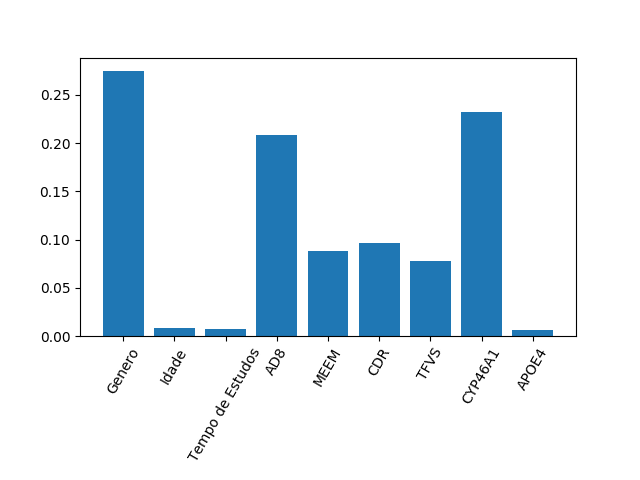 0.25
0.20
0.15
0.10
0.05
0.00
Genero
Idade
Tempo de Estudos
AD8
MEEM
CDR
TFVS
CYP46A1
APOE4